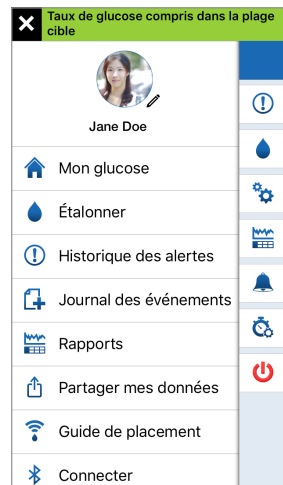 Taux de glucose compris dans la plage
cible
Jane Doe
Mon glucose
Étalonner
Historique des alertes
Journal des événements
Rapports
Partager mes données
Guide de placement
Connecter